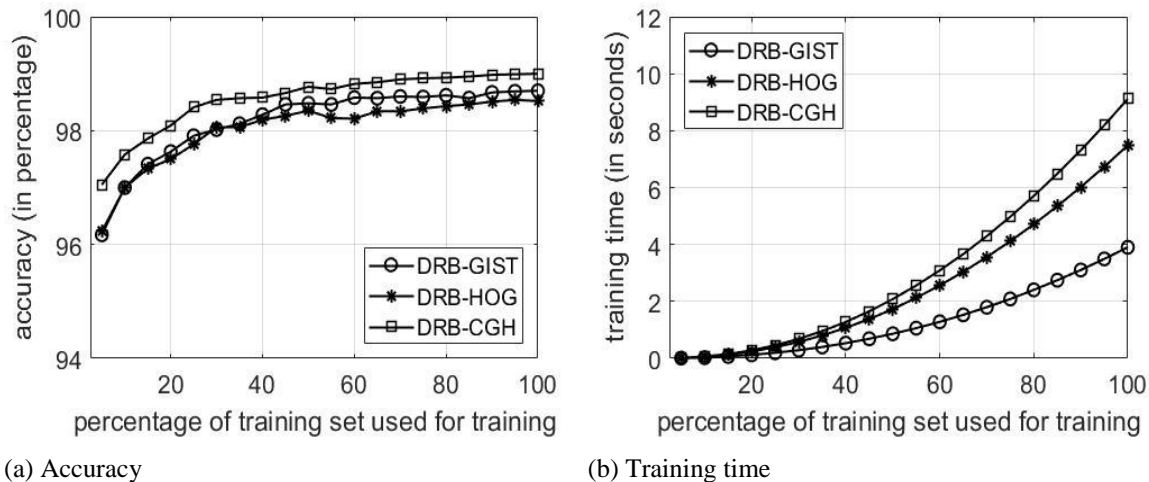 100
98
96
94
accuracy (in percentage)
DRB-GIST
DRB-HOG
DRB-CGH
20 40 60 80 100
percentage of training set used for training
(a) Accuracy
12
10
8
6
4
2
0
training time (in seconds)
DRB-GIST
DRB-HOG
DRB-CGH
20 40 60 80 100
percentage of training set used for training
(b) Training time